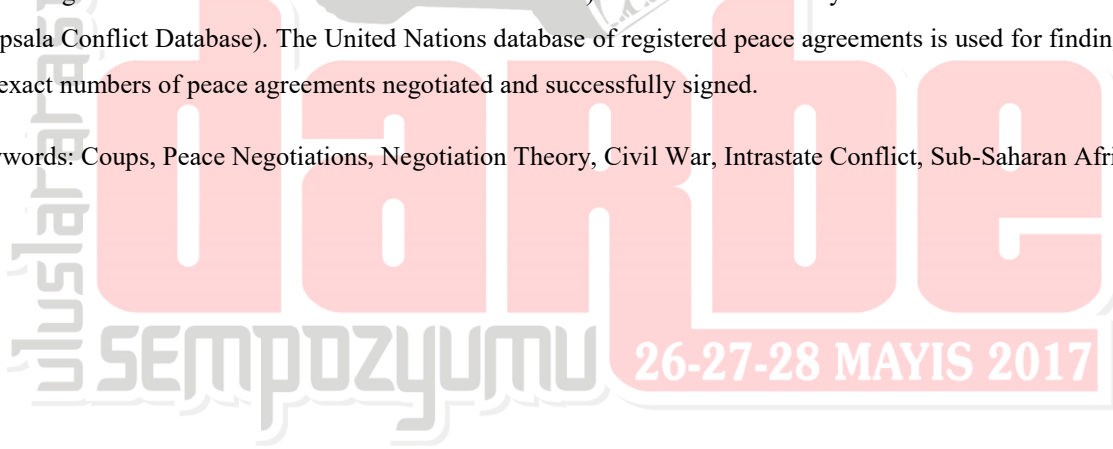 psala Conflict Database). The United Nations database of registered peace agreements is used for findin
exact numbers of peace agreements negotiated and successfully signed.
ywords: Coups, Peace Negotiations, Negotiation Theory, Civil War, Intrastate Conflict, Sub-Saharan Afri
uluslararası
darbe
sempozyumu
26-27-28 MAYIS 2017